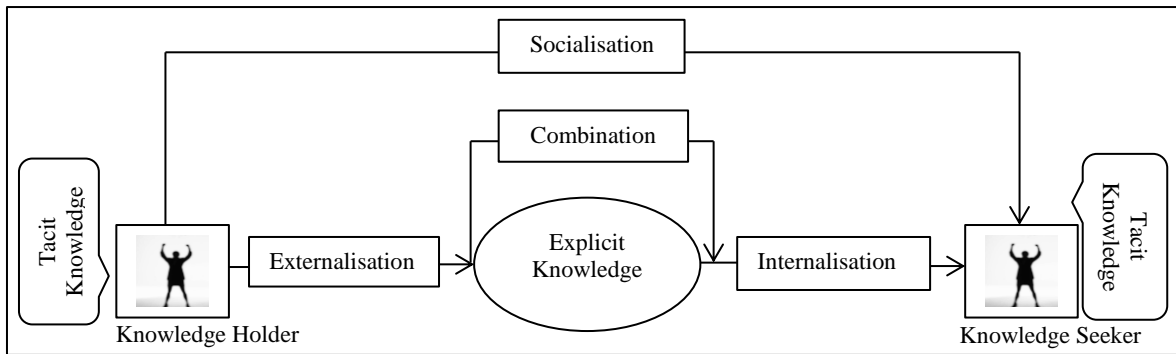 Socialisation
Combination
Tacit
Knowledge
Externalisation
Explicit
Knowledge
Internalisation
Tacit
Knowledge
Knowledge Holder
Knowledge Seeker